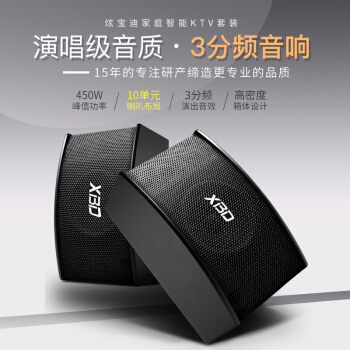 炫宝迪家庭智能KTV套装
演唱级音质·3分频音响
15年的专注研产缔造更专业的品质
450W 10单元 3分频 高密度
峰值功率 喇叭布局 演出音效 箱体设计
XBD
XBD